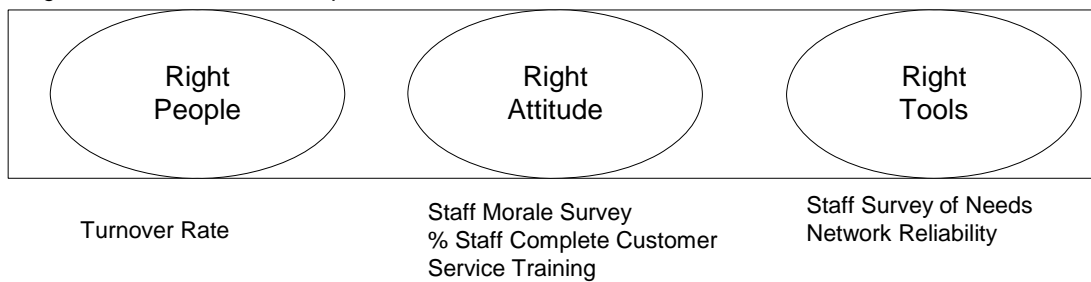 Right
People
Right
Attitude
Right
Tools
Turnover Rate
Staff Morale Survey
% Staff Complete Customer
Service Training
Staff Survey of Needs
Network Reliability